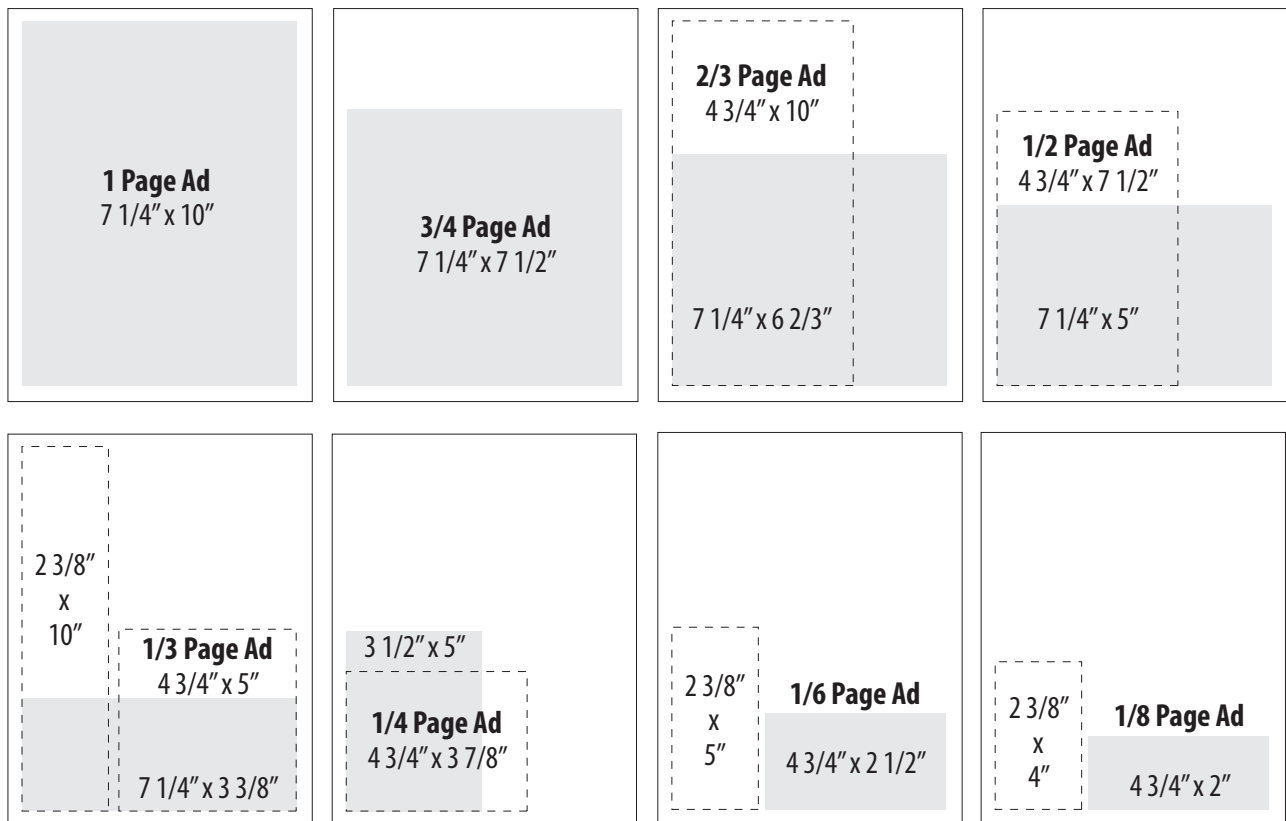 1 Page Ad
7 1/4” x 10”
3/4 Page Ad
7 1/4” x 7 1/2”
2/3 Page Ad
4 3/4” x 10”
7 1/4” x 6 2/3”
1/2 Page Ad
4 3/4” x 7 1/2”
7 1/4” x 5”
2 3/8”
x
10”
1/3 Page Ad
4 3/4” x 5”
7 1/4” x 3 3/8”
3 1/2” x 5”
1/4 Page Ad
4 3/4” x 3 7/8”
2 3/8”
x
5”
1/6 Page Ad
4 3/4” x 2 1/2”
2 3/8”
x
4”
1/8 Page Ad
4 3/4” x 2”